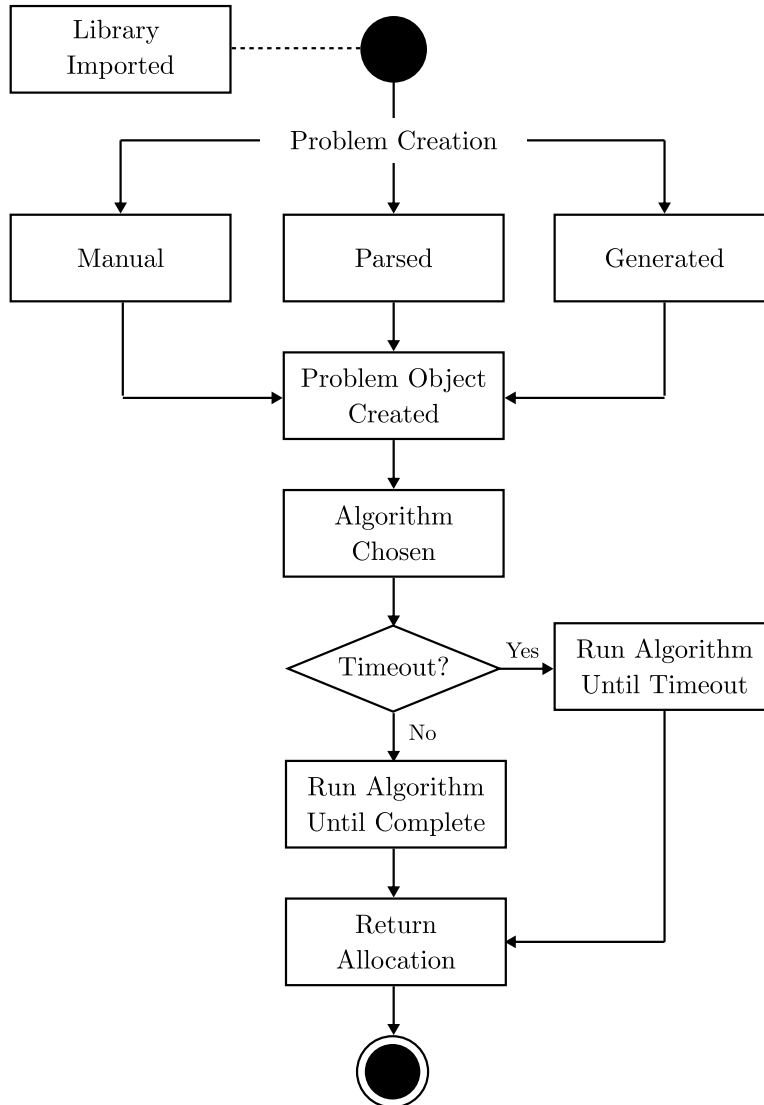 Library
Imported
Problem Creation
Manual
Parsed
Generated
Problem Object
Created
Algorithm
Chosen
Timeout?
Yes
Run Algorithm
Until Timeout
No
Run Algorithm
Until Complete
Return
Allocation